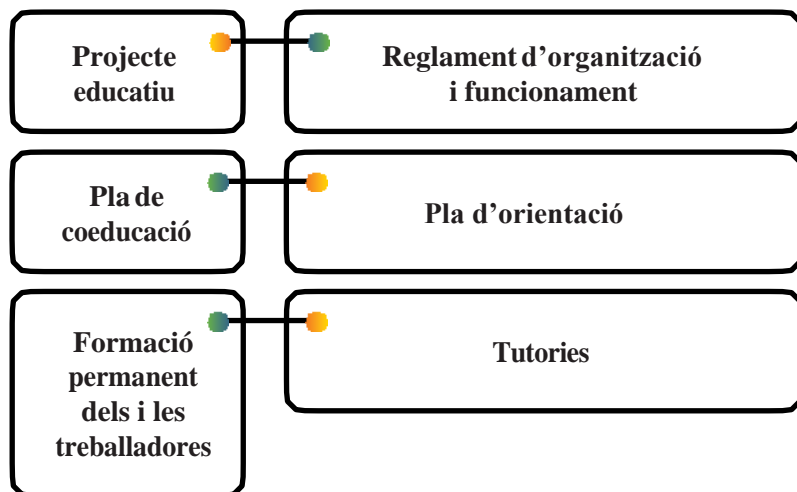 Projecte
educatiu
Reglament d’organització
i funcionament
Pla de
coeducació
Pla d’orientació
Formació
permanent
dels i les
treballadores
Tutories